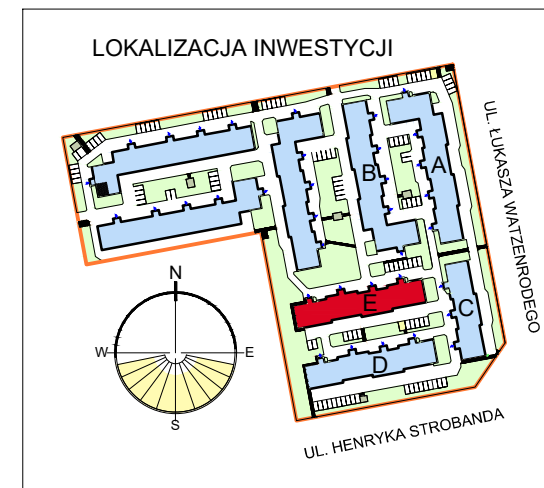 LOKALIZACJA INWESTYCJI
UL. ŁUKASZA WATZENRODEGO
A
B
E
C
D
N
W
E
S
UL. HENRYKA STROBANDA